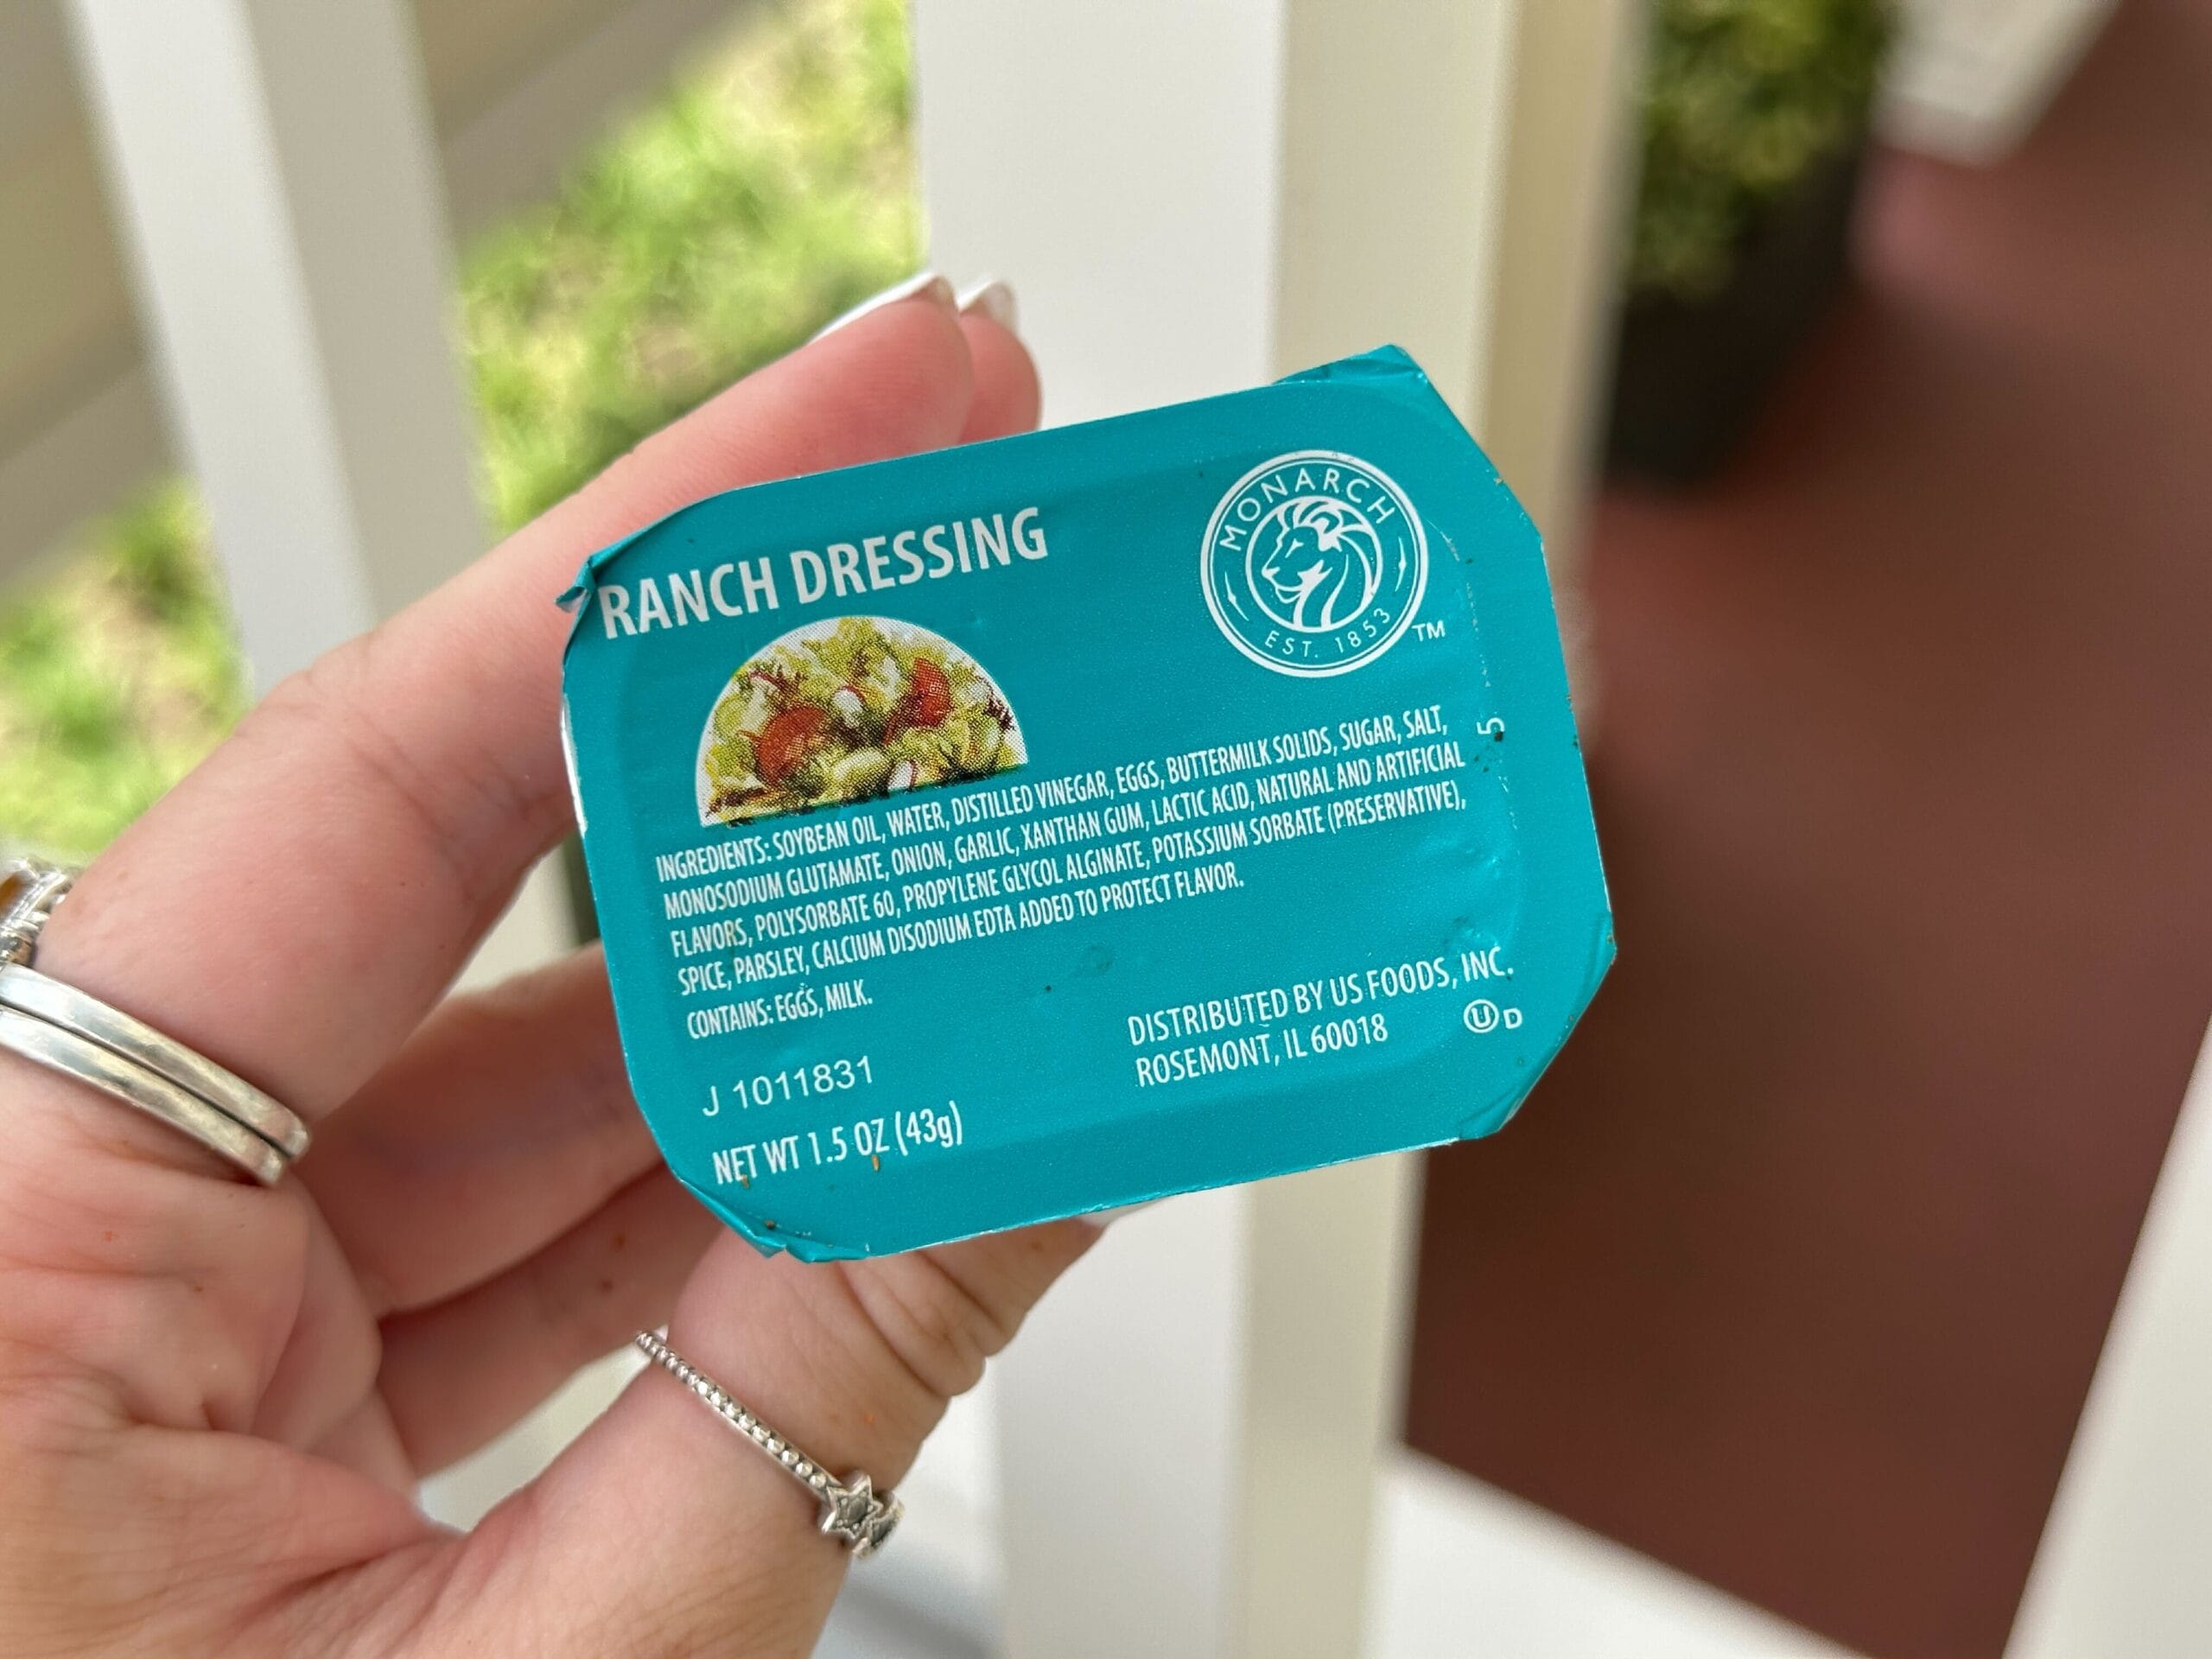 RANCH DRESSING
MONARCH
EST. 1853
TM
INGREDIENTS: SOYBEAN OIL, WATER, DISTILLED VINEGAR, EGGS, BUTTERMILK SOLIDS, SUGAR, SALT,
MONOSODIUM GLUTAMATE, ONION, GARLIC, XANTHAN GUM, LACTIC ACID, NATURAL AND ARTIFICIAL
FLAVORS, POLYSORBATE 60, PROPYLENE GLYCOL ALGINATE, POTASSIUM SORBATE (PRESERVATIVE),
SPICE, PARSLEY, CALCIUM DISODIUM EDTA ADDED TO PROTECT FLAVOR.
CONTAINS: EGGS, MILK.
5
J 1011831
NET WT 1.5 OZ (43g)
DISTRIBUTED BY US FOODS, INC.
ROSEMONT, IL 60018
U D